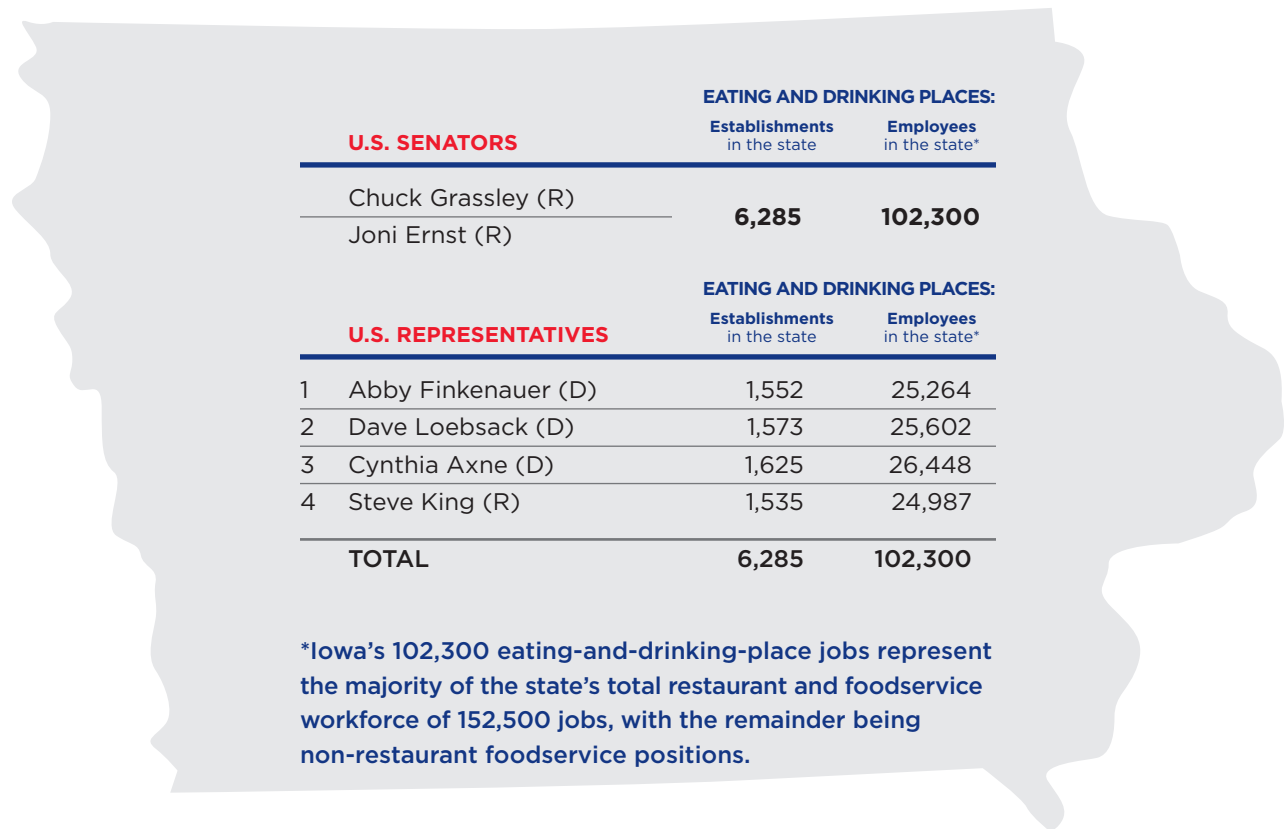 EATING AND DRINKING PLACES:
U.S. SENATORS Establishments in the state Employees in the state*
Chuck Grassley (R)
6,285 102,300
Joni Ernst (R)
EATING AND DRINKING PLACES:
U.S. REPRESENTATIVES Establishments in the state Employees in the state*
1 Abby Finkenauer (D) 1,552 25,264
2 Dave Loebsack (D) 1,573 25,602
3 Cynthia Axne (D) 1,625 26,448
4 Steve King (R) 1,535 24,987
TOTAL 6,285 102,300
*Iowa’s 102,300 eating-and-drinking-place jobs represent
the majority of the state’s total restaurant and foodservice
workforce of 152,500 jobs, with the remainder being
non-restaurant foodservice positions.